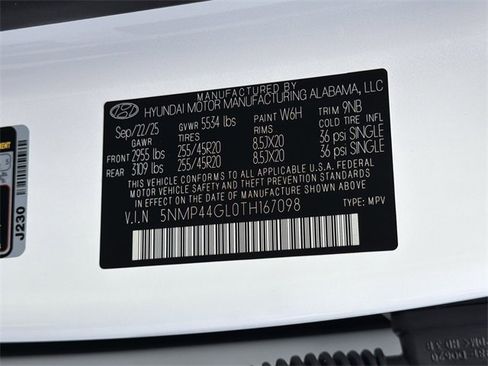 MANUFACTURED BY
HYUNDAI MOTOR MANUFACTURING ALABAMA, LLC
Sep/22/25 GVWR 5534 lbs PAINT W6H TRIM 9NB
TIRES RIMS COLD TIRE INFL
FRONT 2955 lbs 255/45R20 8.5JX20 36 psi SINGLE
REAR 3109 lbs 255/45R20 8.5JX20 36 psi SINGLE
THIS VEHICLE CONFORMS TO ALL APPLICABLE U.S.A. FEDERAL
MOTOR VEHICLE SAFETY AND BUMPER STANDARDS IN EFFECT
ON THE DATE OF MANUFACTURE SHOWN ABOVE
V.I.N 5NMP44GL0TH167098 TYPE: MPV
J230